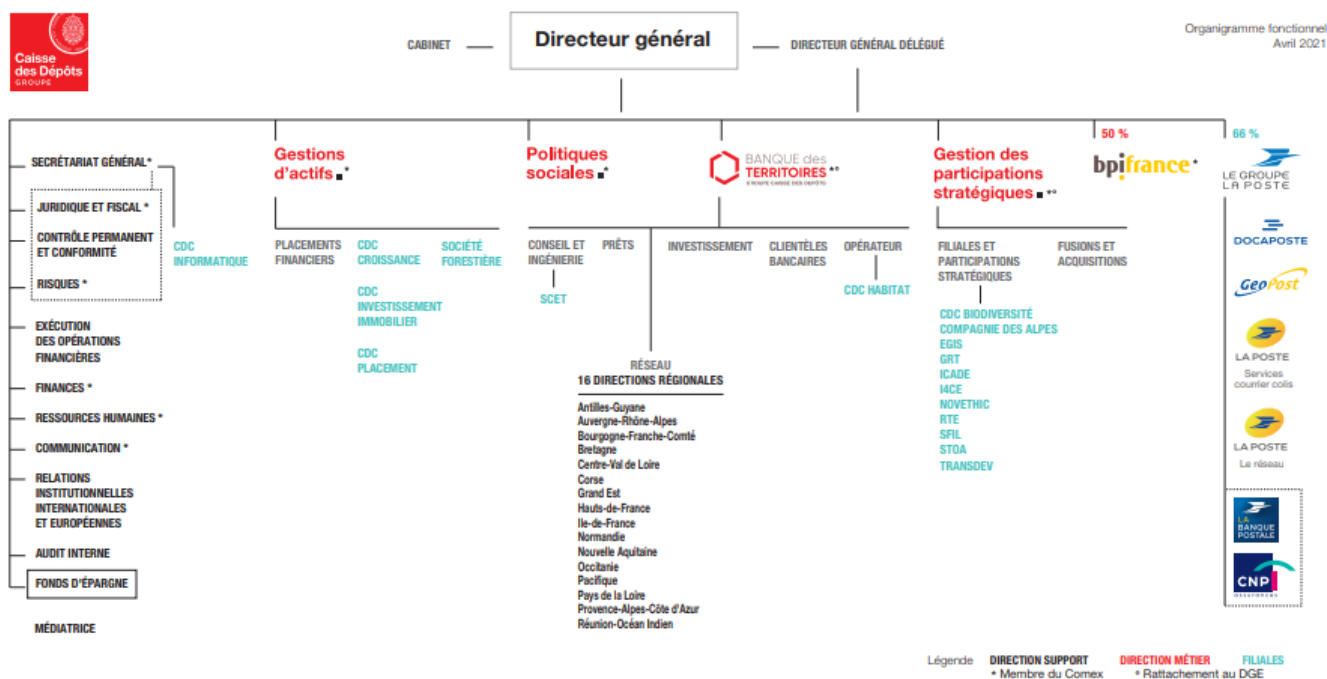 Caisse
des Dépôts
GROUPE
CABINET
Directeur général
DIRECTEUR GÉNÉRAL DÉLÉGUÉ
Organigramme fonctionnel
Avril 2021
SECRÉTARIAT GÉNÉRAL*
JURIDIQUE ET FISCAL *
CONTRÔLE PERMANENT
ET CONFORMITÉ
RISQUES *
CDC
INFORMATIQUE
EXÉCUTION
DES OPÉRATIONS
FINANCIÈRES
FINANCES *
RESSOURCES HUMAINES *
COMMUNICATION *
RELATIONS
INSTITUTIONNELLES
INTERNATIONALES
ET EUROPÉENNES
AUDIT INTERNE
FONDS D'ÉPARGNE
MÉDIATRICE
Gestions
d'actifs ■*
PLACEMENTS
FINANCIERS
CDC
CROISSANCE
CDC
INVESTISSEMENT
IMMOBILIER
CDC
PLACEMENT
SOCIÉTÉ
FORESTIÈRE
Politiques
sociales ■*
BANQUE des
TERRITOIRES *°
GROUPE CAISSE DES DÉPÔTS
CONSEIL ET
INGÉNIERIE
SCET
PRÊTS
INVESTISSEMENT
CLIENTÈLES
BANCAIRES
OPÉRATEUR
CDC HABITAT
RÉSEAU
16 DIRECTIONS RÉGIONALES
Antilles-Guyane
Auvergne-Rhône-Alpes
Bourgogne-Franche-Comté
Bretagne
Centre-Val de Loire
Corse
Grand Est
Hauts-de-France
Ile-de-France
Normandie
Nouvelle Aquitaine
Occitanie
Pacifique
Pays de la Loire
Provence-Alpes-Côte d'Azur
Réunion-Océan Indien
Gestion des
participations
stratégiques ■*°
FILIALES ET
PARTICIPATIONS
STRATÉGIQUES
CDC BIODIVERSITÉ
COMPAGNIE DES ALPES
EGIS
GRT
ICADE
I4CE
NOVETHIC
RTE
SFIL
STOA
TRANSDEV
FUSIONS ET
ACQUISITIONS
50 %
bpifrance *
66 %
LE GROUPE
LA POSTE
DOCAPOSTE
GeoPost
LA POSTE
Services
courrier colis
LA POSTE
Le réseau
LA
BANQUE
POSTALE
CNP
assurances
Légende
DIRECTION SUPPORT
DIRECTION MÉTIER
FILIALES
* Membre du Comex
° Rattachement au DGE